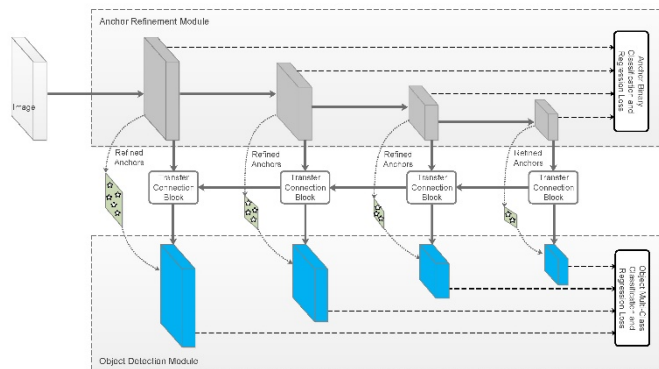 Anchor Refinement Module
Image
Anchor Binary
Classification and
Regression Loss
Refined
Anchors
Refined
Anchors
Refined
Anchors
Refined
Anchors
Transfer
Connection
Block
Transfer
Connection
Block
Transfer
Connection
Block
Transfer
Connection
Block
Object Multi-Class
Classification and
Regression Loss
Object Detection Module